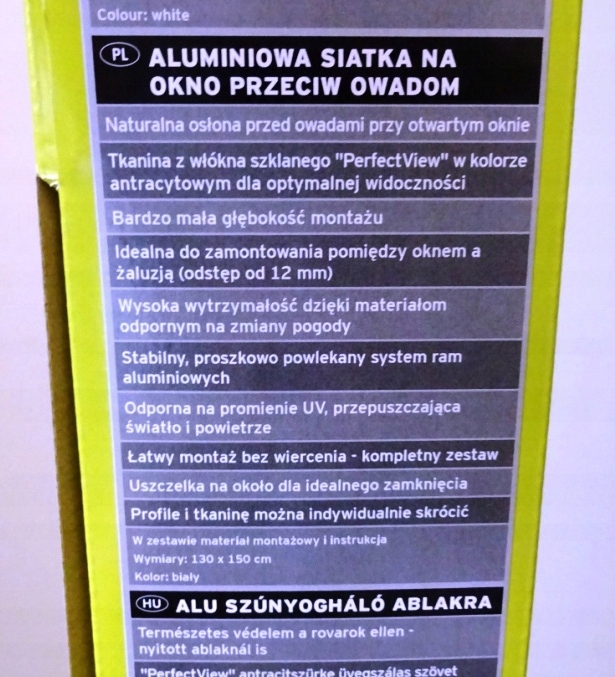 Colour: white
PL ALUMINIOWA SIATKA NA
OKNO PRZECIW OWADOM
Naturalna osłona przed owadami przy otwartym oknie
Tkanina z włókna szklanego "PerfectView" w kolorze
antracytowym dla optymalnej widoczności
Bardzo mała głębokość montażu
Idealna do zamontowania pomiędzy oknem a
żaluzją (odstęp od 12 mm)
Wysoka wytrzymałość dzięki materiałom
odpornym na zmiany pogody
Stabilny, proszkowo powlekany system ram
aluminiowych
Odporna na promienie UV, przepuszczająca
światło i powietrze
Łatwy montaż bez wiercenia - kompletny zestaw
Uszczelka na około dla idealnego zamknięcia
Profile i tkaninę można indywidualnie skrócić
W zestawie materiał montażowy i instrukcja
Wymiary: 130 x 150 cm
Kolor: biały
HU ALU SZÚNYOGHÁLÓ ABLAKRA
Természetes védelem a rovarok ellen -
nyitott ablaknál is
"PerfectView" antracitszürke üvegszálas szövet